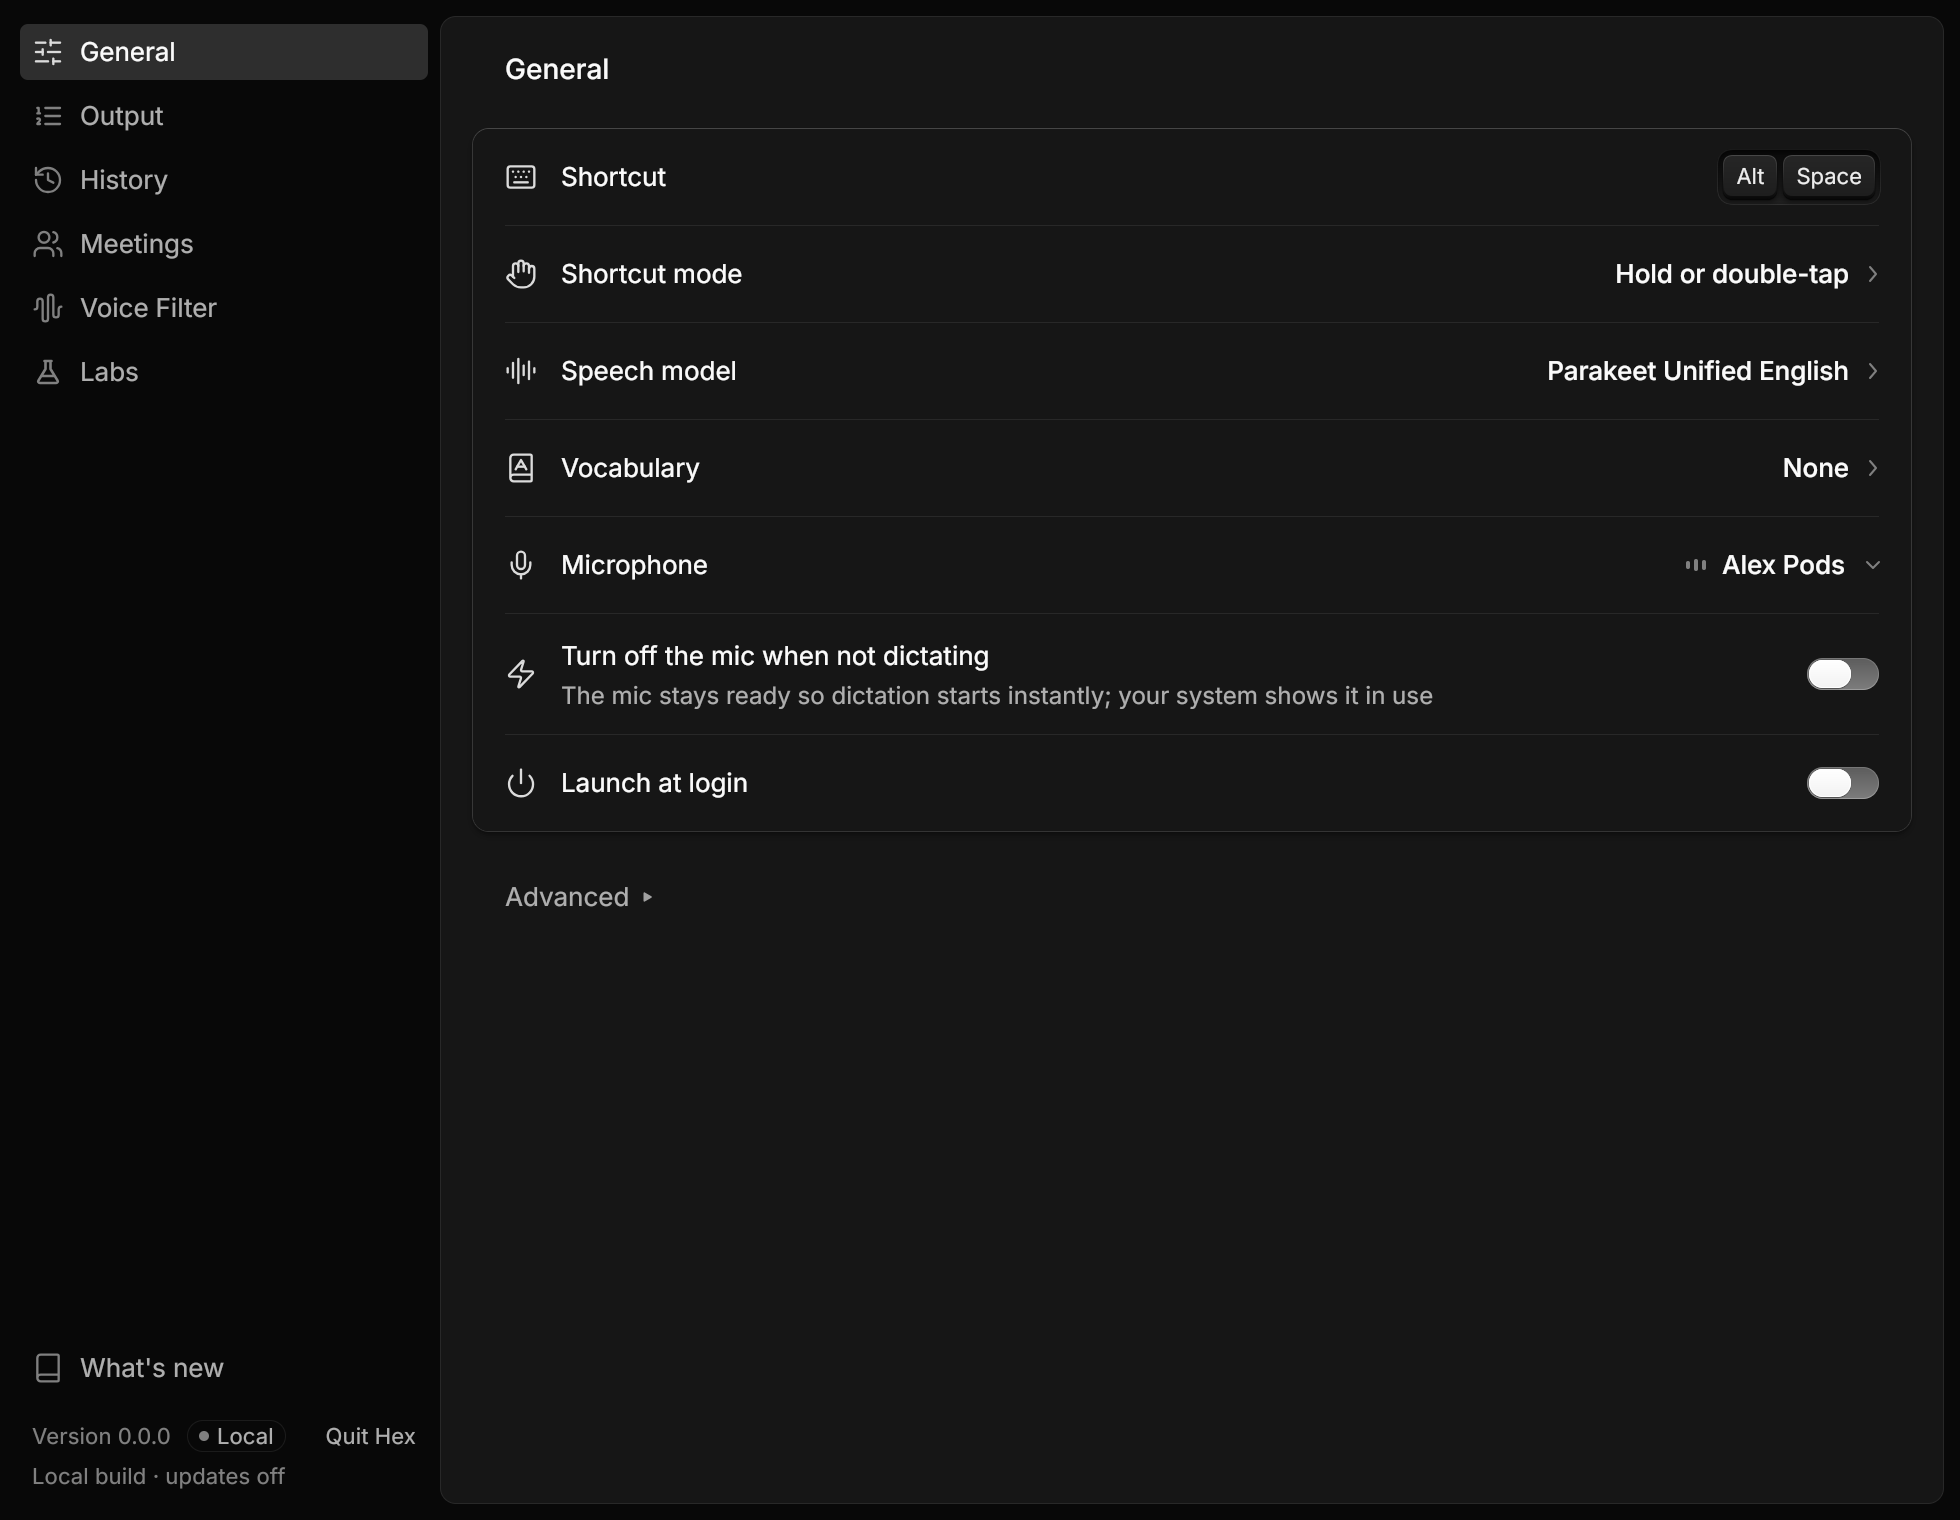 General
Output
History
Meetings
Voice Filter
Labs
What's new
Version 0.0.0 Local Quit Hex
Local build · updates off
General
Shortcut Alt Space
Shortcut mode Hold or double-tap
Speech model Parakeet Unified English
Vocabulary None
Microphone Alex Pods
Turn off the mic when not dictating
The mic stays ready so dictation starts instantly; your system shows it in use
Launch at login
Advanced